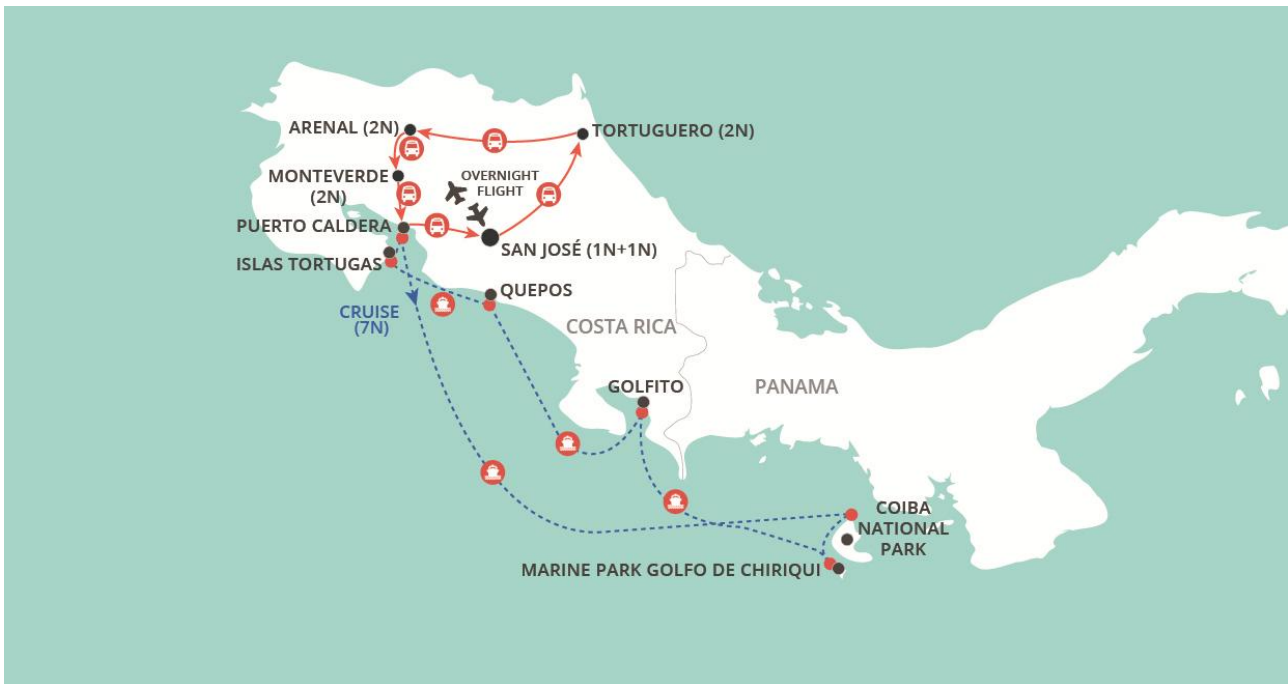 ARENAL (2N)
TORTUGUERO (2N)
MONTEVERDE
(2N)
OVERNIGHT
FLIGHT
PUERTO CALDERA
SAN JOSÉ (1N+1N)
ISLAS TORTUGAS
QUEPOS
CRUISE
(7N)
COSTA RICA
PANAMA
GOLFITO
COIBA
NATIONAL
PARK
MARINE PARK GOLFO DE CHIRIQUI